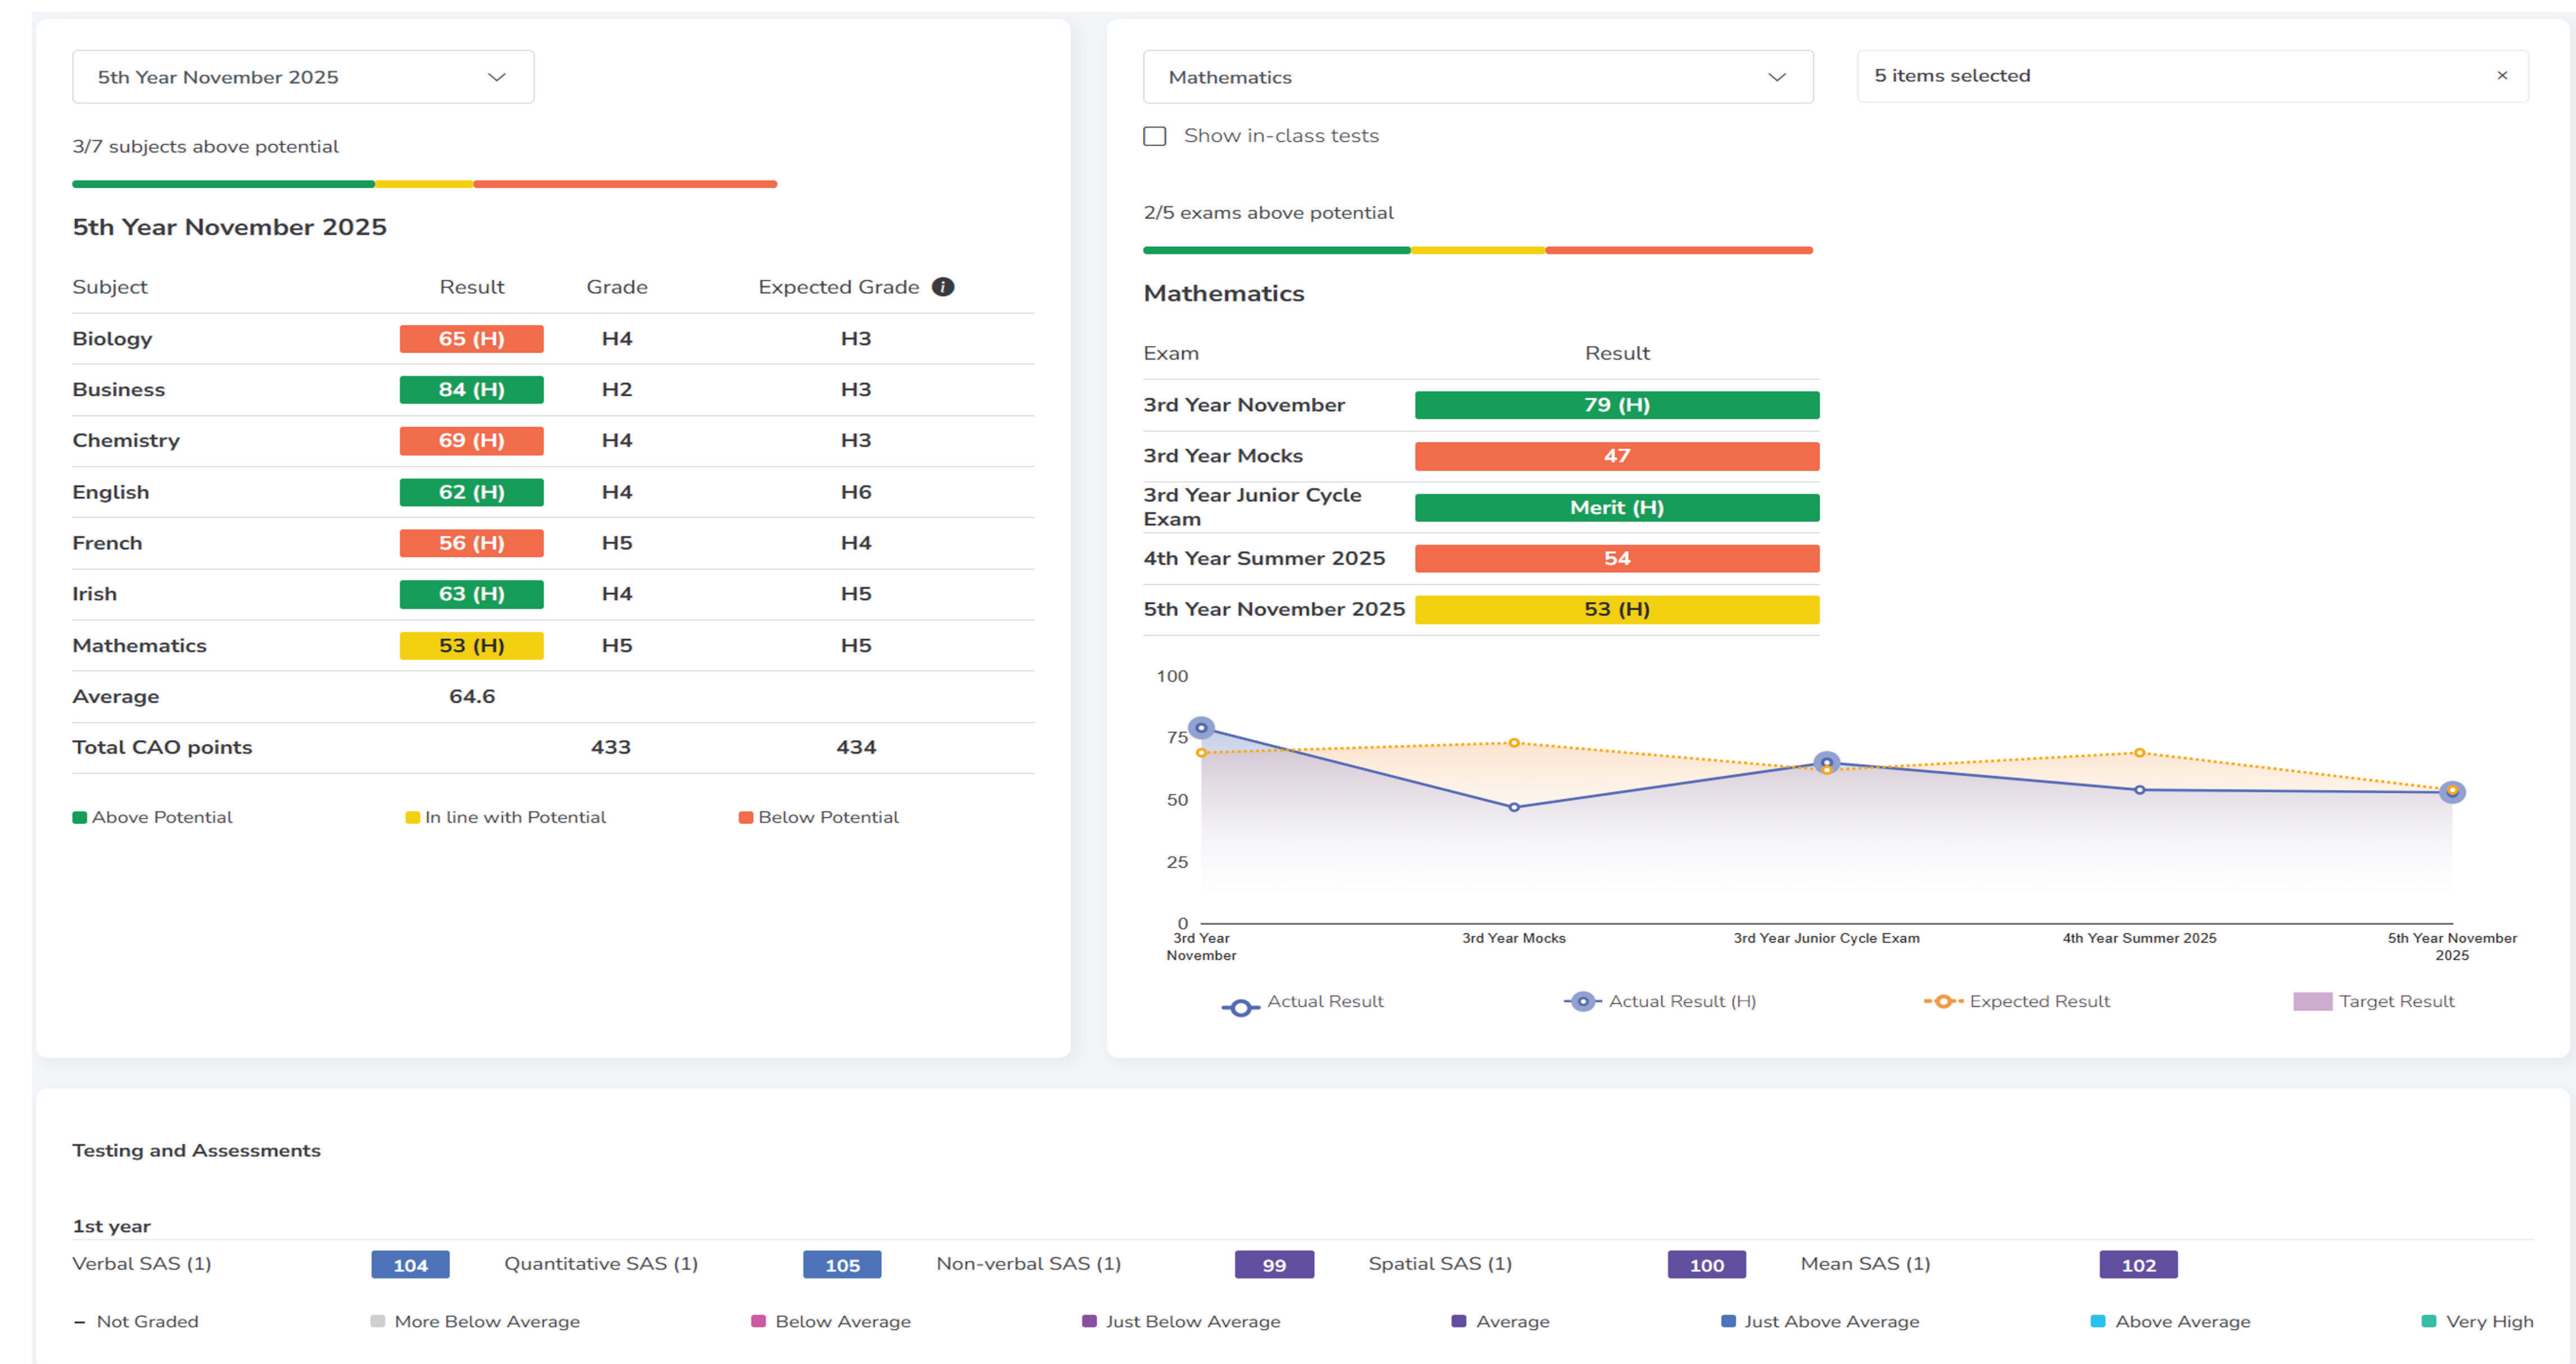 5th Year November 2025
3/7 subjects above potential
5th Year November 2025
Subject Result Grade Expected Grade i
Biology 65 (H) H4 H3
Business 84 (H) H2 H3
Chemistry 69 (H) H4 H3
English 62 (H) H4 H6
French 56 (H) H5 H4
Irish 63 (H) H4 H5
Mathematics 53 (H) H5 H5
Average 64.6
Total CAO points 433 434
Above Potential In line with Potential Below Potential
Mathematics 5 items selected ×
Show in-class tests
2/5 exams above potential
Mathematics
Exam Result
3rd Year November 79 (H)
3rd Year Mocks 47
3rd Year Junior Cycle
Exam Merit (H)
4th Year Summer 2025 54
5th Year November 2025 53 (H)
100
75
50
25
0
3rd Year
November
3rd Year Mocks
3rd Year Junior Cycle Exam
4th Year Summer 2025
5th Year November
2025
Actual Result Actual Result (H) Expected Result Target Result
Testing and Assessments
1st year
Verbal SAS (1) 104 Quantitative SAS (1) 105 Non-verbal SAS (1) 99 Spatial SAS (1) 100 Mean SAS (1) 102
– Not Graded More Below Average Below Average Just Below Average Average Just Above Average Above Average Very High